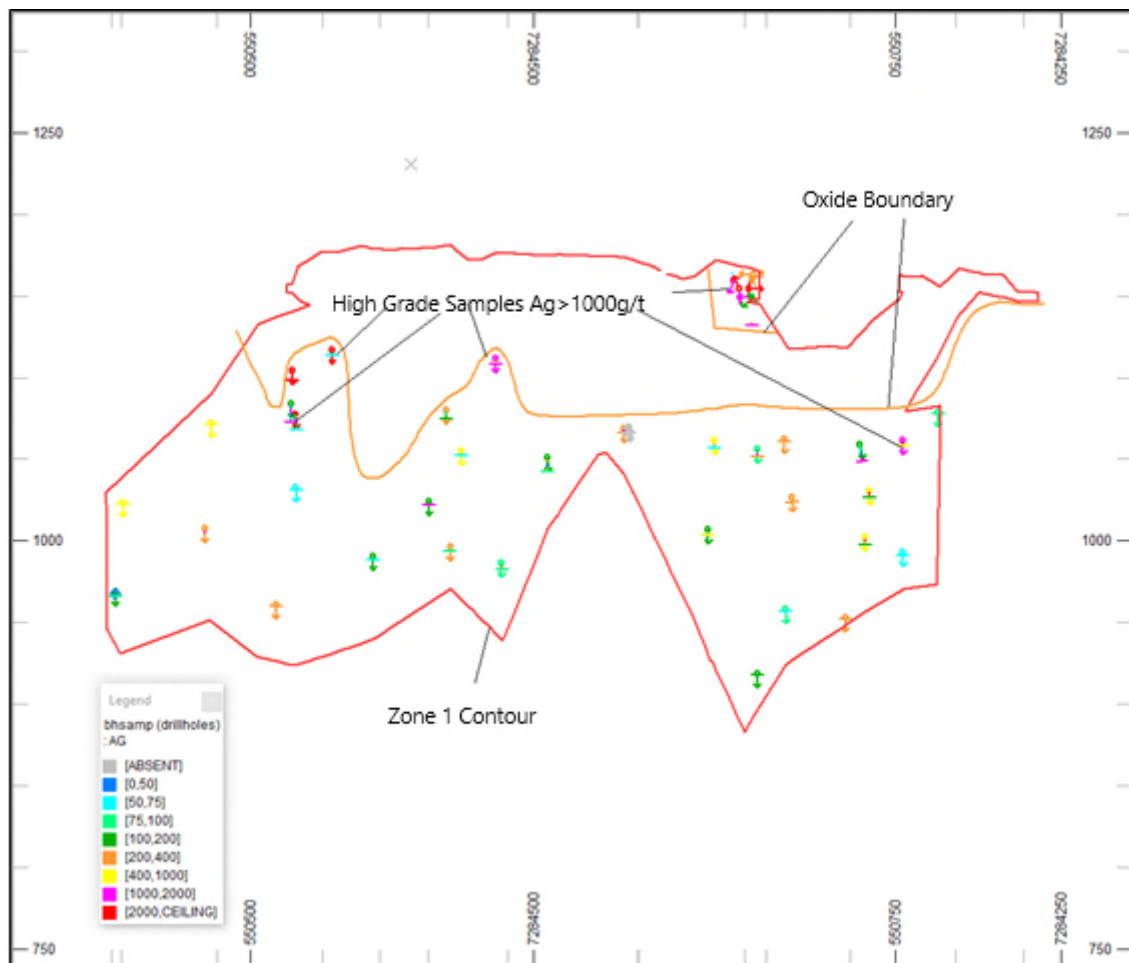 550500
7284500
550750
7284250
1250
1250
Oxide Boundary
High Grade Samples Ag>1000g/t
1000
1000
Zone 1 Contour
Legend
bhsamp (drillholes)
: AG
[ABSENT]
[0,50]
[50,75]
[75,100]
[100,200]
[200,400]
[400,1000]
[1000,2000]
[2000,CEILING]
550500
7284500
550750
7284250
750
750